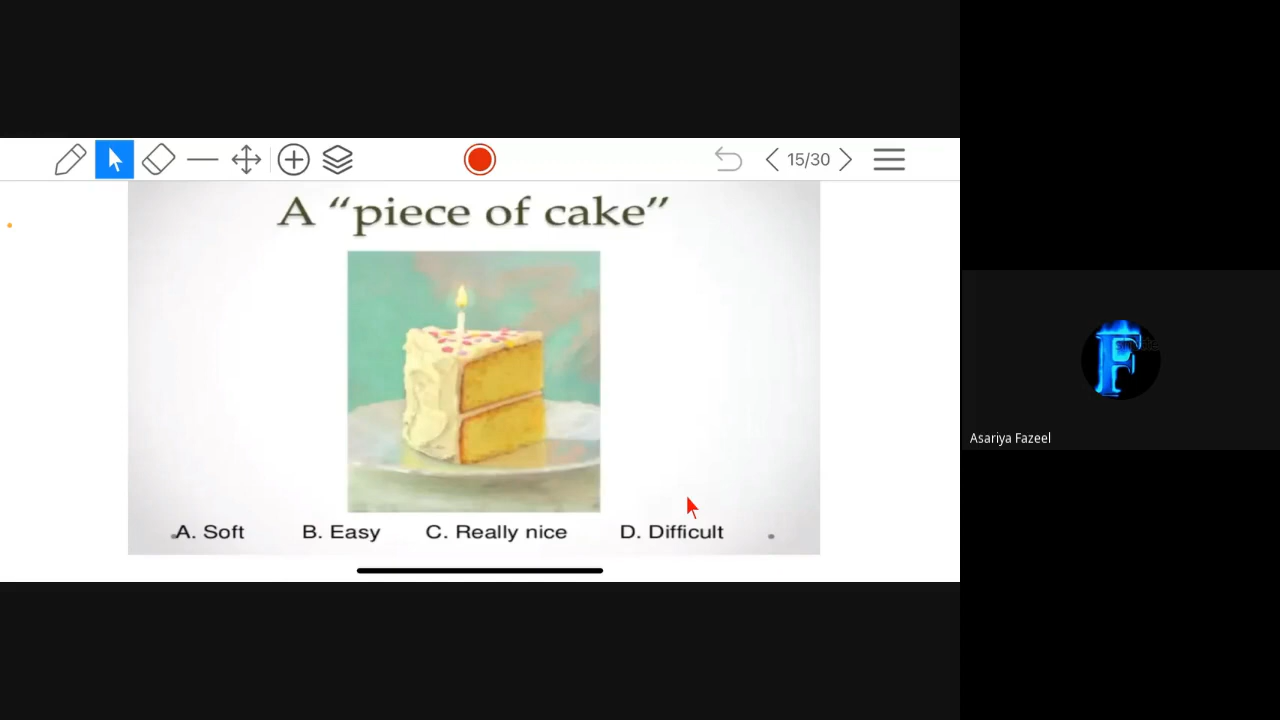 15/30
A “piece of cake”
A. Soft B. Easy C. Really nice D. Difficult
F
Asariya Fazeel